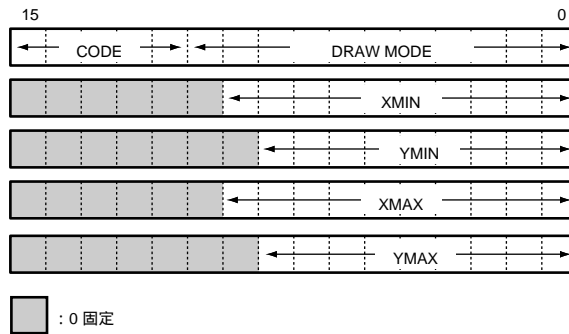 15 0
CODE DRAW MODE
XMIN
YMIN
XMAX
YMAX
: 0 固定